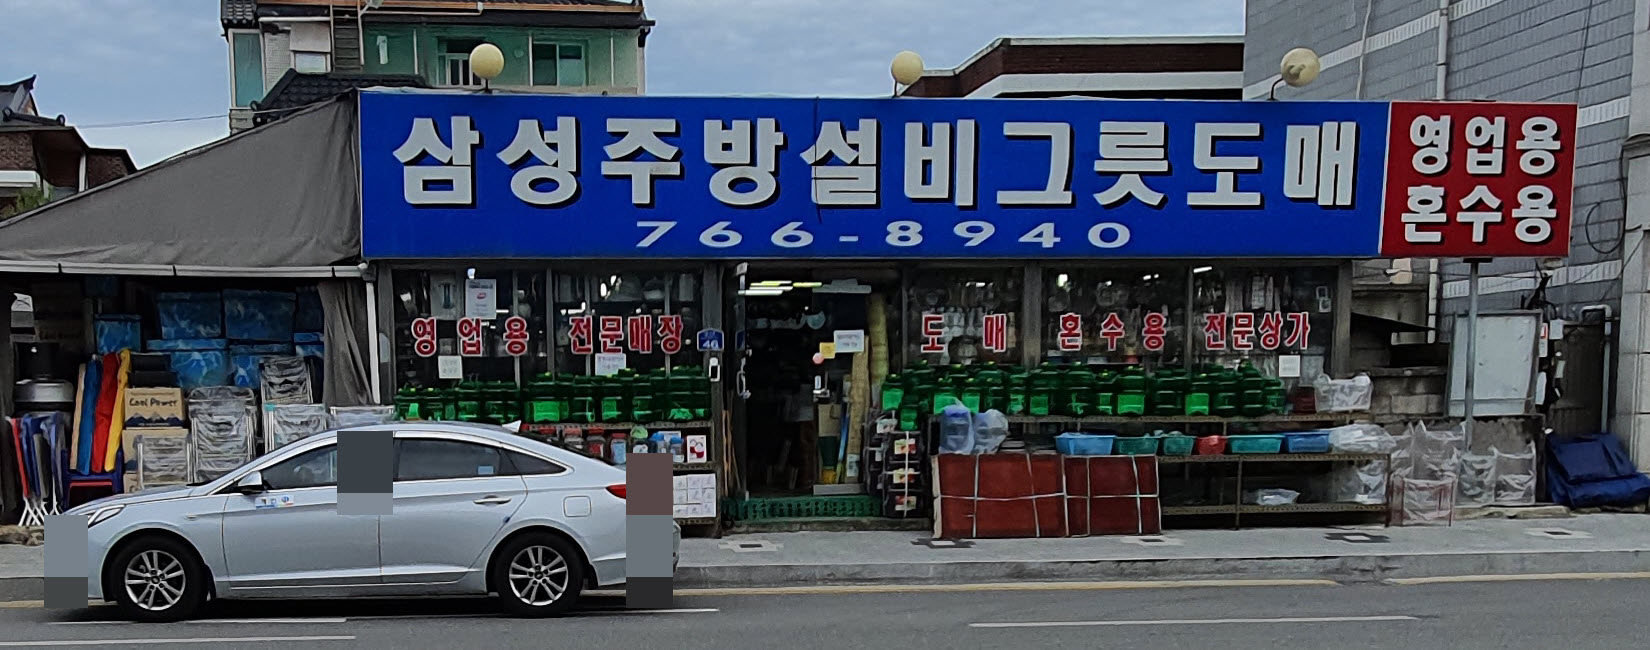 삼성주방설비그릇도매
766-8940
영업용
혼수용
영업용 전문매장
도매 혼수용 전문상가
46
Cool Power